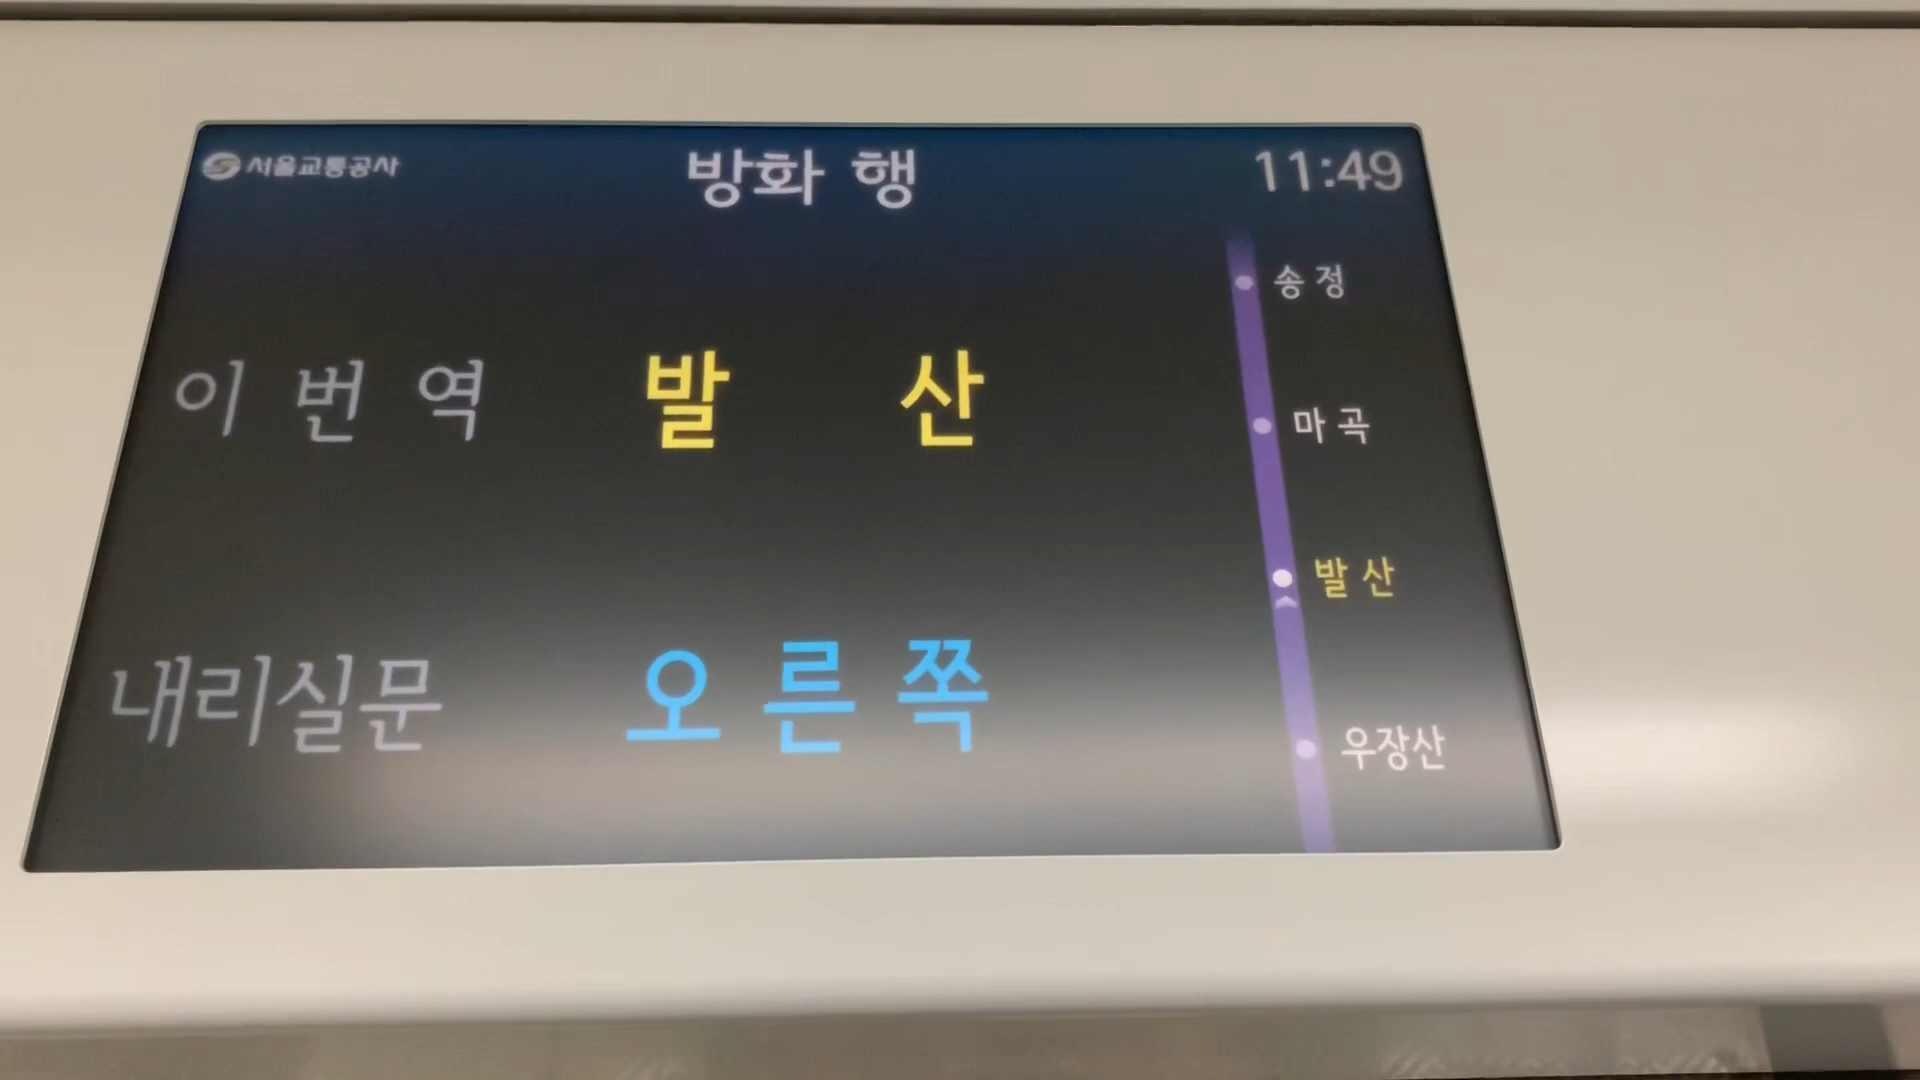 서울교통공사
방화 행
11:49
이번역 발산
내리실문 오른쪽
송정
마곡
발산
우장산